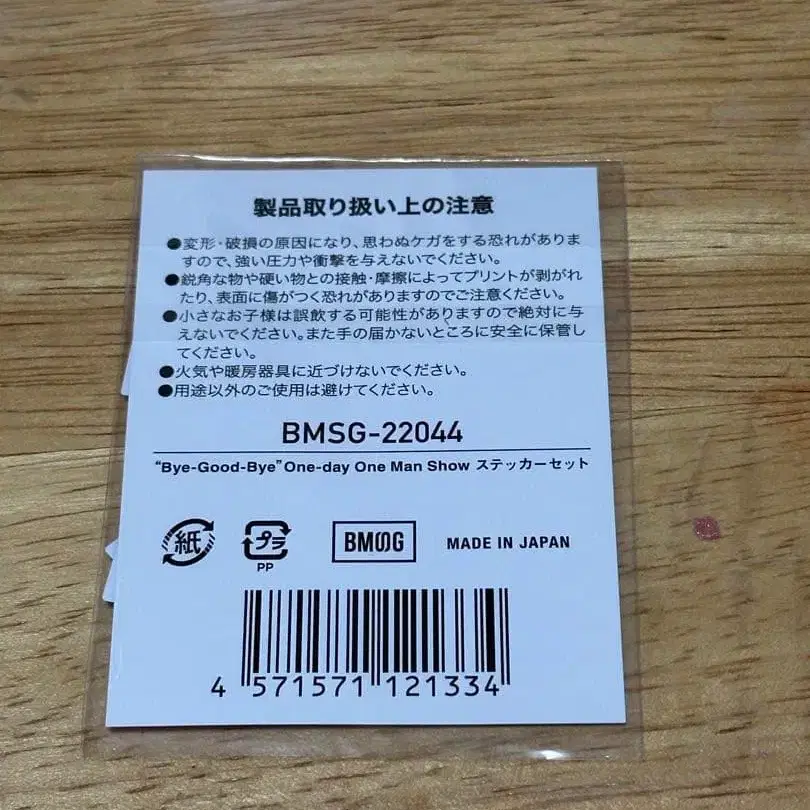 製品取り扱い上の注意
●変形・破損の原因になり、思わぬケガをする恐れがありま
すので、強い圧力や衝撃を与えないでください。
●鋭角な物や硬い物との接触・摩擦によってプリントが剥がれ
たり、表面に傷がつく恐れがありますのでご注意ください。
●小さなお子様は誤飲する可能性がありますので絶対に与
えないでください。また手の届かないところに安全に保管し
てください。
●火気や暖房器具に近づけないでください。
●用途以外のご使用は避けてください。
BMSG-22044
“Bye-Good-Bye”One-day One Man Show ステッカーセット
紙 プラ BMSG MADE IN JAPAN
PP
4 571571 121334